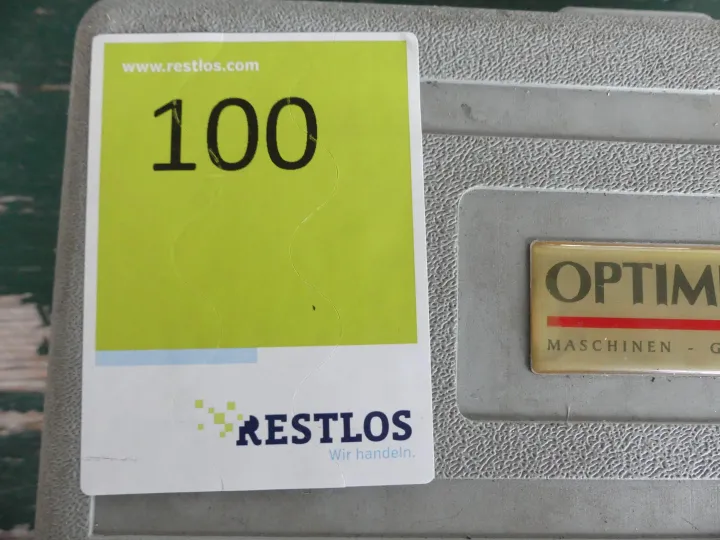 www.restlos.com
100
RESTLOS
Wir handeln.
OPTIM
MASCHINEN - G